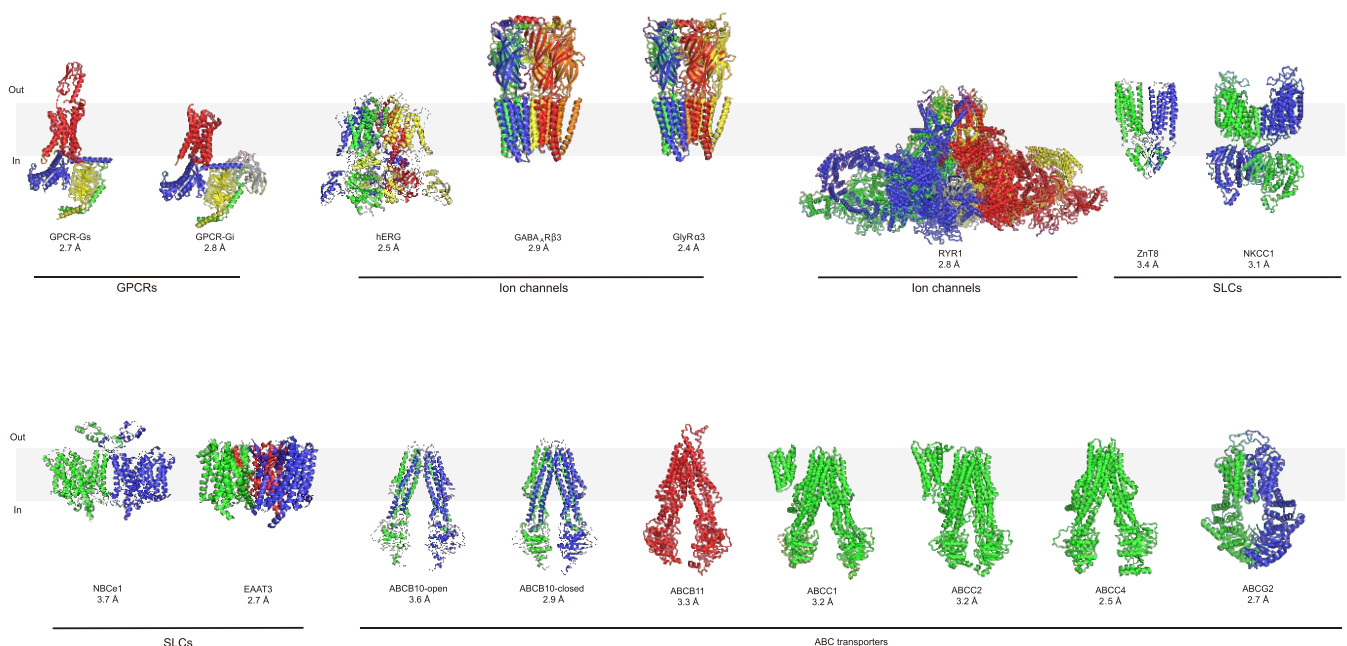 Out
In
GPCR-Gs
2.7 Å
GPCR-Gi
2.8 Å
hERG
2.5 Å
GABAARβ3
2.9 Å
GlyRα3
2.4 Å
RYR1
2.8 Å
ZnT8
3.4 Å
NKCC1
3.1 Å
GPCRs
Ion channels
Ion channels
SLCs
Out
In
NBCe1
3.7 Å
EAAT3
2.7 Å
ABCB10-open
3.6 Å
ABCB10-closed
2.9 Å
ABCB11
3.3 Å
ABCC1
3.2 Å
ABCC2
3.2 Å
ABCC4
2.5 Å
ABCG2
2.7 Å
SLCs
ABC transporters